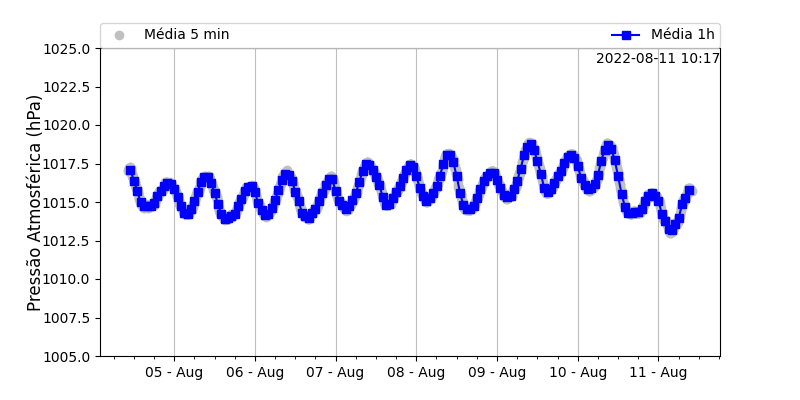 Média 5 min
Média 1h
2022-08-11 10:17
Pressão Atmosférica (hPa)
1025.0
1022.5
1020.0
1017.5
1015.0
1012.5
1010.0
1007.5
1005.0
05 - Aug
06 - Aug
07 - Aug
08 - Aug
09 - Aug
10 - Aug
11 - Aug